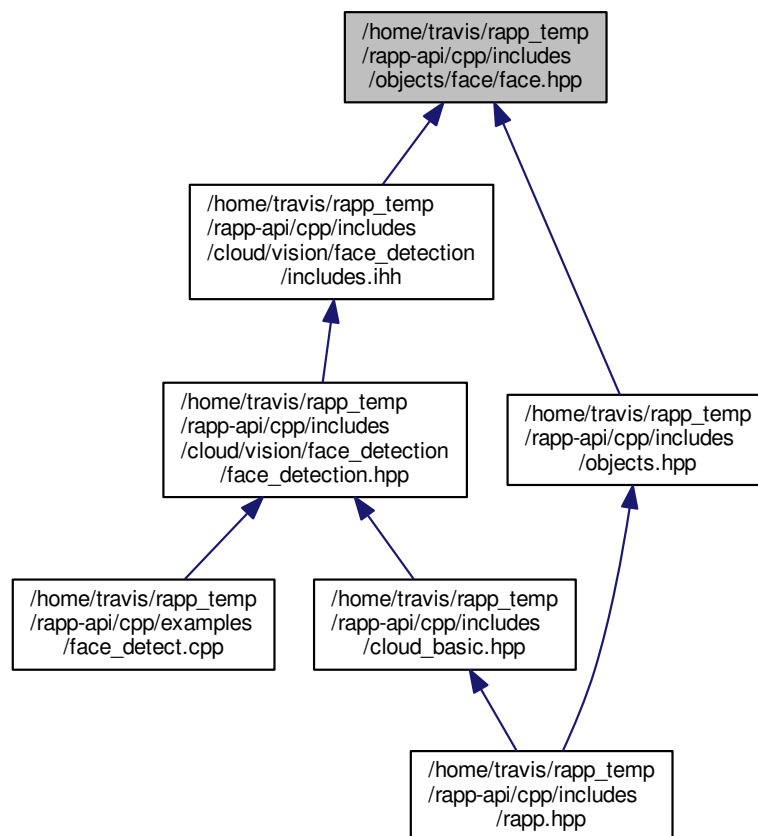 /home/travis/rapp_temp
/rapp-api/cpp/includes
/objects/face/face.hpp
/home/travis/rapp_temp
/rapp-api/cpp/includes
/cloud/vision/face_detection
/includes.ihh
/home/travis/rapp_temp
/rapp-api/cpp/includes
/cloud/vision/face_detection
/face_detection.hpp
/home/travis/rapp_temp
/rapp-api/cpp/includes
/objects.hpp
/home/travis/rapp_temp
/rapp-api/cpp/examples
/face_detect.cpp
/home/travis/rapp_temp
/rapp-api/cpp/includes
/cloud_basic.hpp
/home/travis/rapp_temp
/rapp-api/cpp/includes
/rapp.hpp